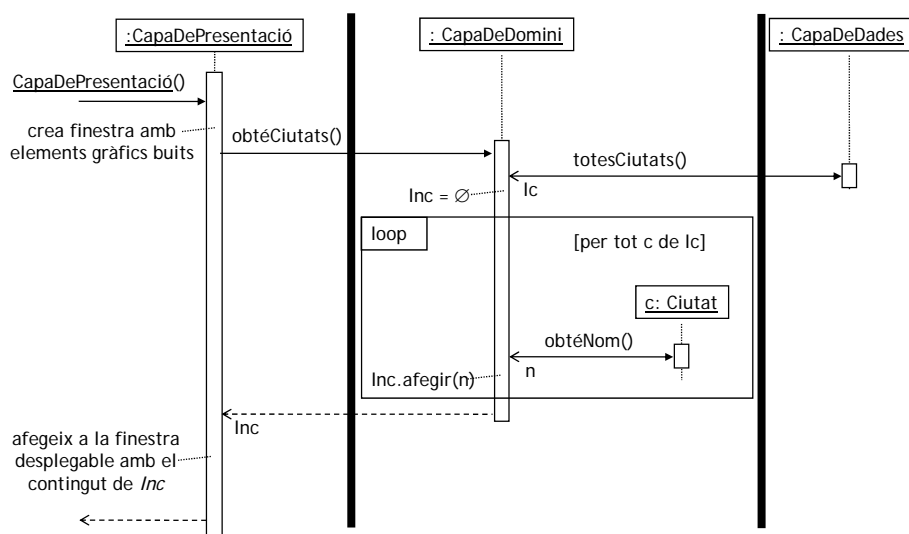 :CapaDePresentació
: CapaDeDomini
: CapaDeDades
CapaDePresentació()
crea finestra amb
elements gràfics buits
obtéCiutats()
totesCiutats()
lnc = ∅
lc
loop
[per tot c de lc]
c: Ciutat
obtéNom()
n
lnc.afegir(n)
lnc
afegeix a la finestra
desplegable amb el
contingut de lnc